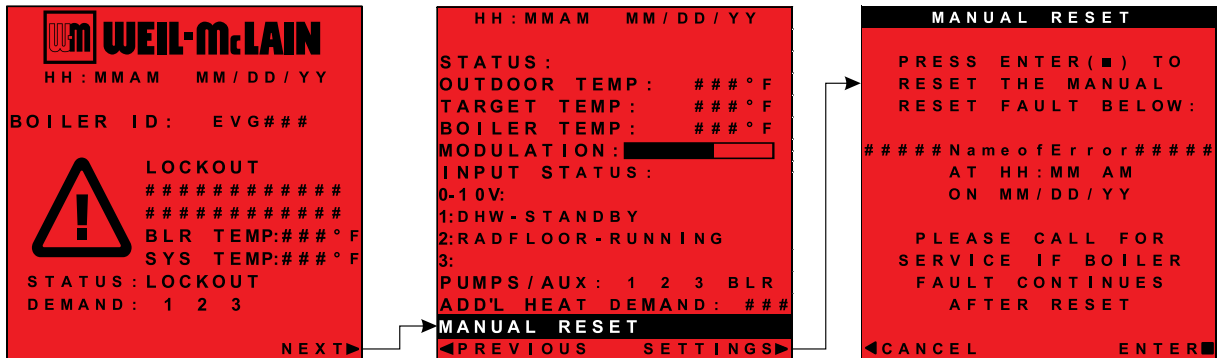 Wm WEIL-McLAIN
HH:MMAM MM/DD/YY
BOILER ID: EVG###
LOCKOUT
############
############
BLR TEMP:###°F
SYS TEMP:###°F
STATUS:LOCKOUT
DEMAND: 1 2 3
NEXT▶
HH:MMAM MM/DD/YY
STATUS:
OUTDOOR TEMP: ###°F
TARGET TEMP: ###°F
BOILER TEMP: ###°F
MODULATION:
INPUT STATUS:
0-10V:
1:DHW-STANDBY
2:RADFLOOR-RUNNING
3:
PUMPS/AUX: 1 2 3 BLR
ADD'L HEAT DEMAND: ###
MANUAL RESET
◀PREVIOUS SETTINGS▶
MANUAL RESET
PRESS ENTER(■) TO
RESET THE MANUAL
RESET FAULT BELOW:
#####NameofError#####
AT HH:MM AM
ON MM/DD/YY
PLEASE CALL FOR
SERVICE IF BOILER
FAULT CONTINUES
AFTER RESET
◀CANCEL ENTER■